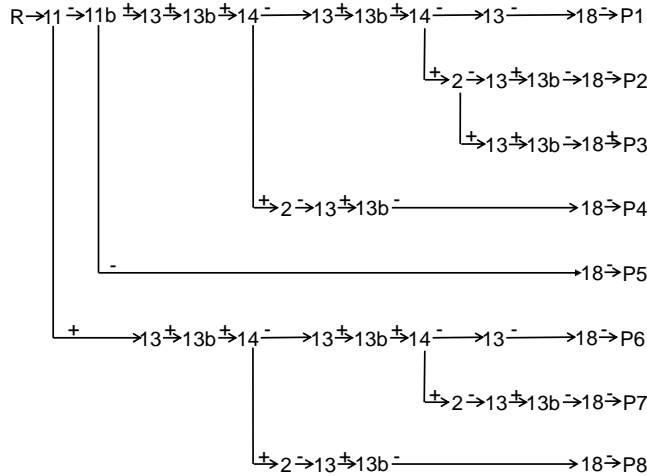 R 11 - 11b + 13 + 13b + 14 - 13 + 13b + 14 - 13 - 18 - P1
+ 2 - 13 + 13b - 18 - P2
+ 13 + 13b - 18 + P3
+ 2 - 13 + 13b - 18 - P4
- 18 - P5
+ 13 + 13b + 14 - 13 + 13b + 14 - 13 - 18 - P6
+ 2 - 13 + 13b - 18 - P7
+ 2 - 13 + 13b - 18 - P8